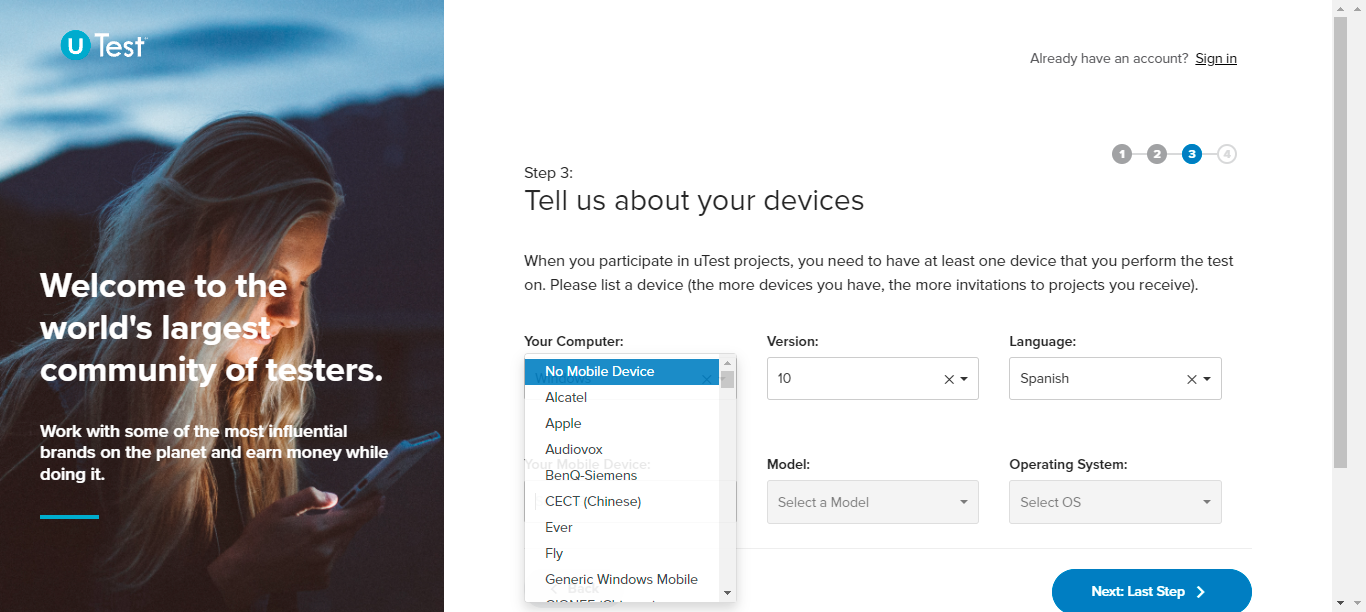 U Test
Already have an account? Sign in
1 2 3 4
Step 3:
Tell us about your devices
When you participate in uTest projects, you need to have at least one device that you perform the test
on. Please list a device (the more devices you have, the more invitations to projects you receive).
Welcome to the
world's largest
community of testers.
Work with some of the most influential
brands on the planet and earn money while
doing it.
Your Computer:
Windows
Version:
10
Language:
Spanish
No Mobile Device
Alcatel
Apple
Audiovox
BenQ-Siemens
CECT (Chinese)
Ever
Fly
Generic Windows Mobile
Your Mobile Device:
Model:
Select a Model
Operating System:
Select OS
Back
Next: Last Step